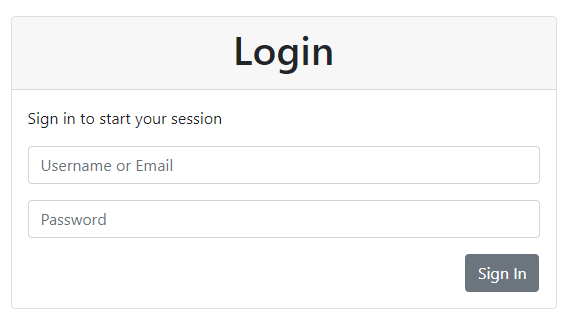 Login
Sign in to start your session
Username or Email
Password
Sign In